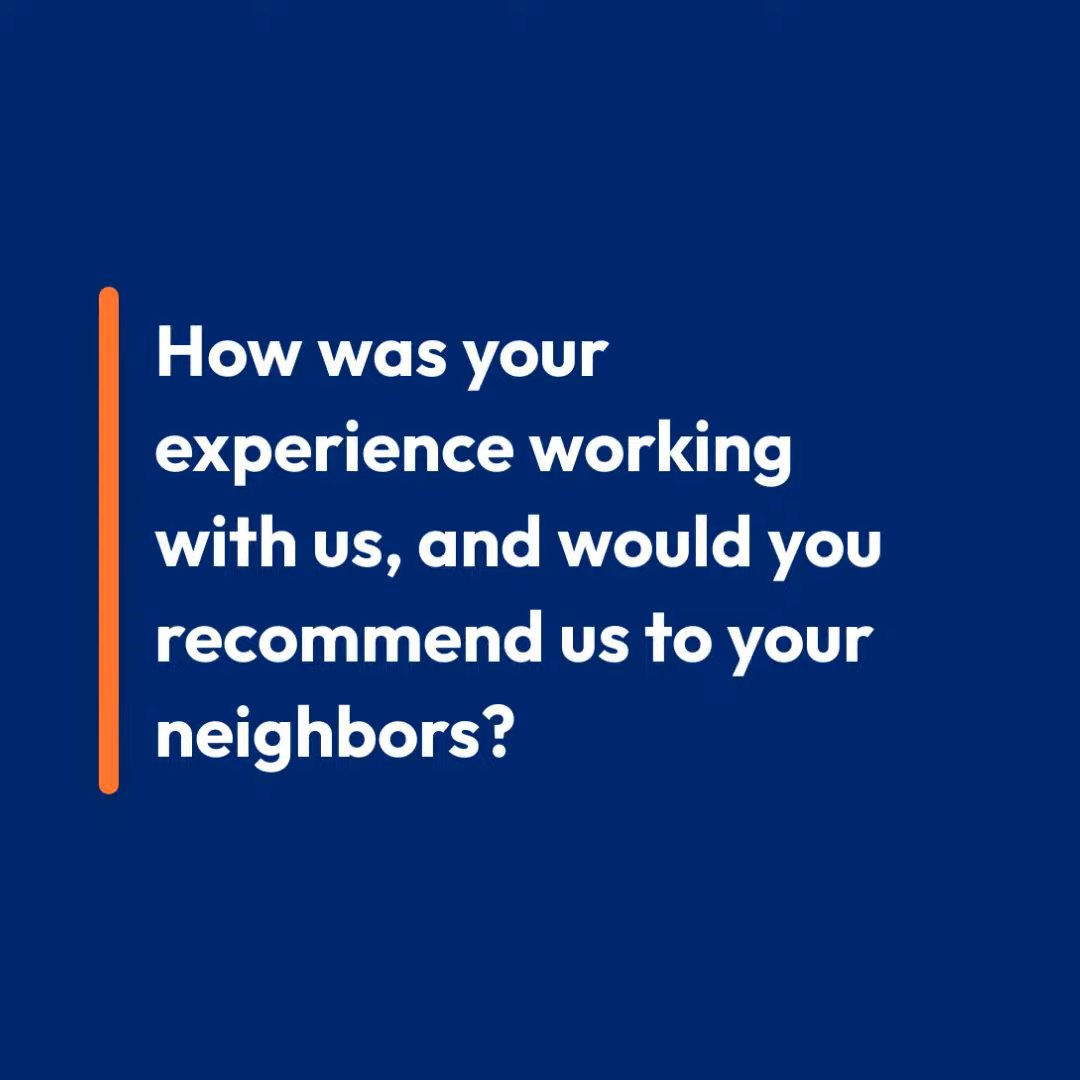 How was your
experience working
with us, and would you
recommend us to your
neighbors?